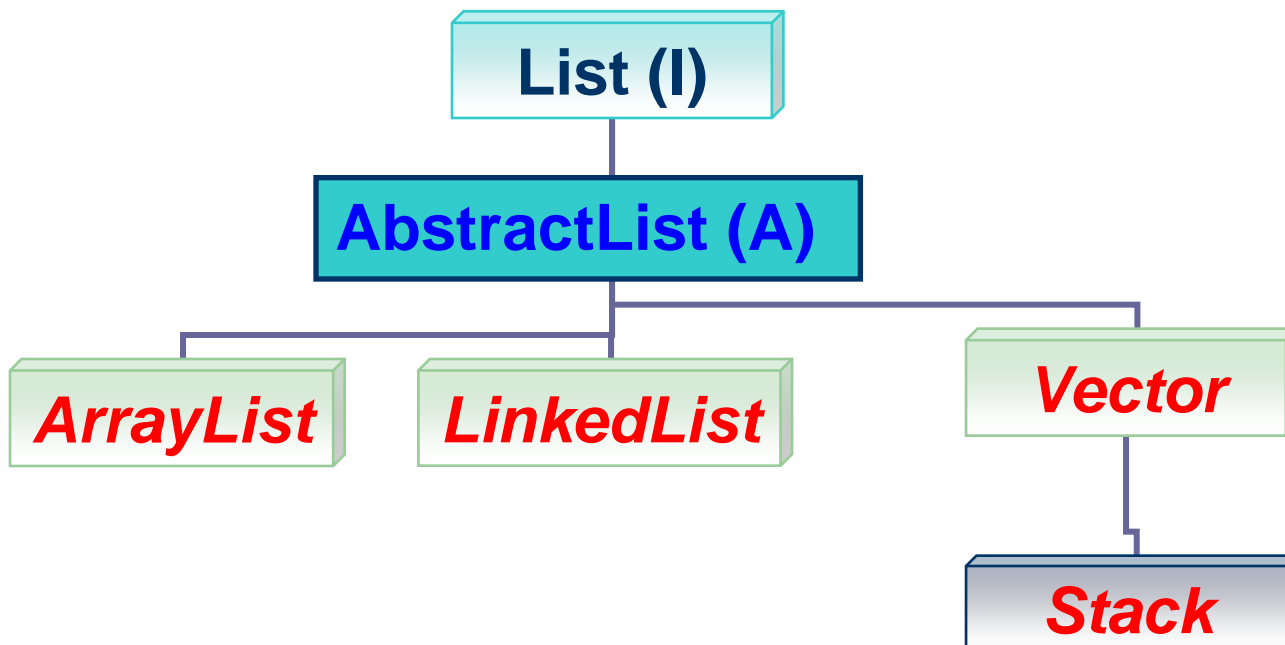 List (I)
AbstractList (A)
ArrayList
LinkedList
Vector
Stack